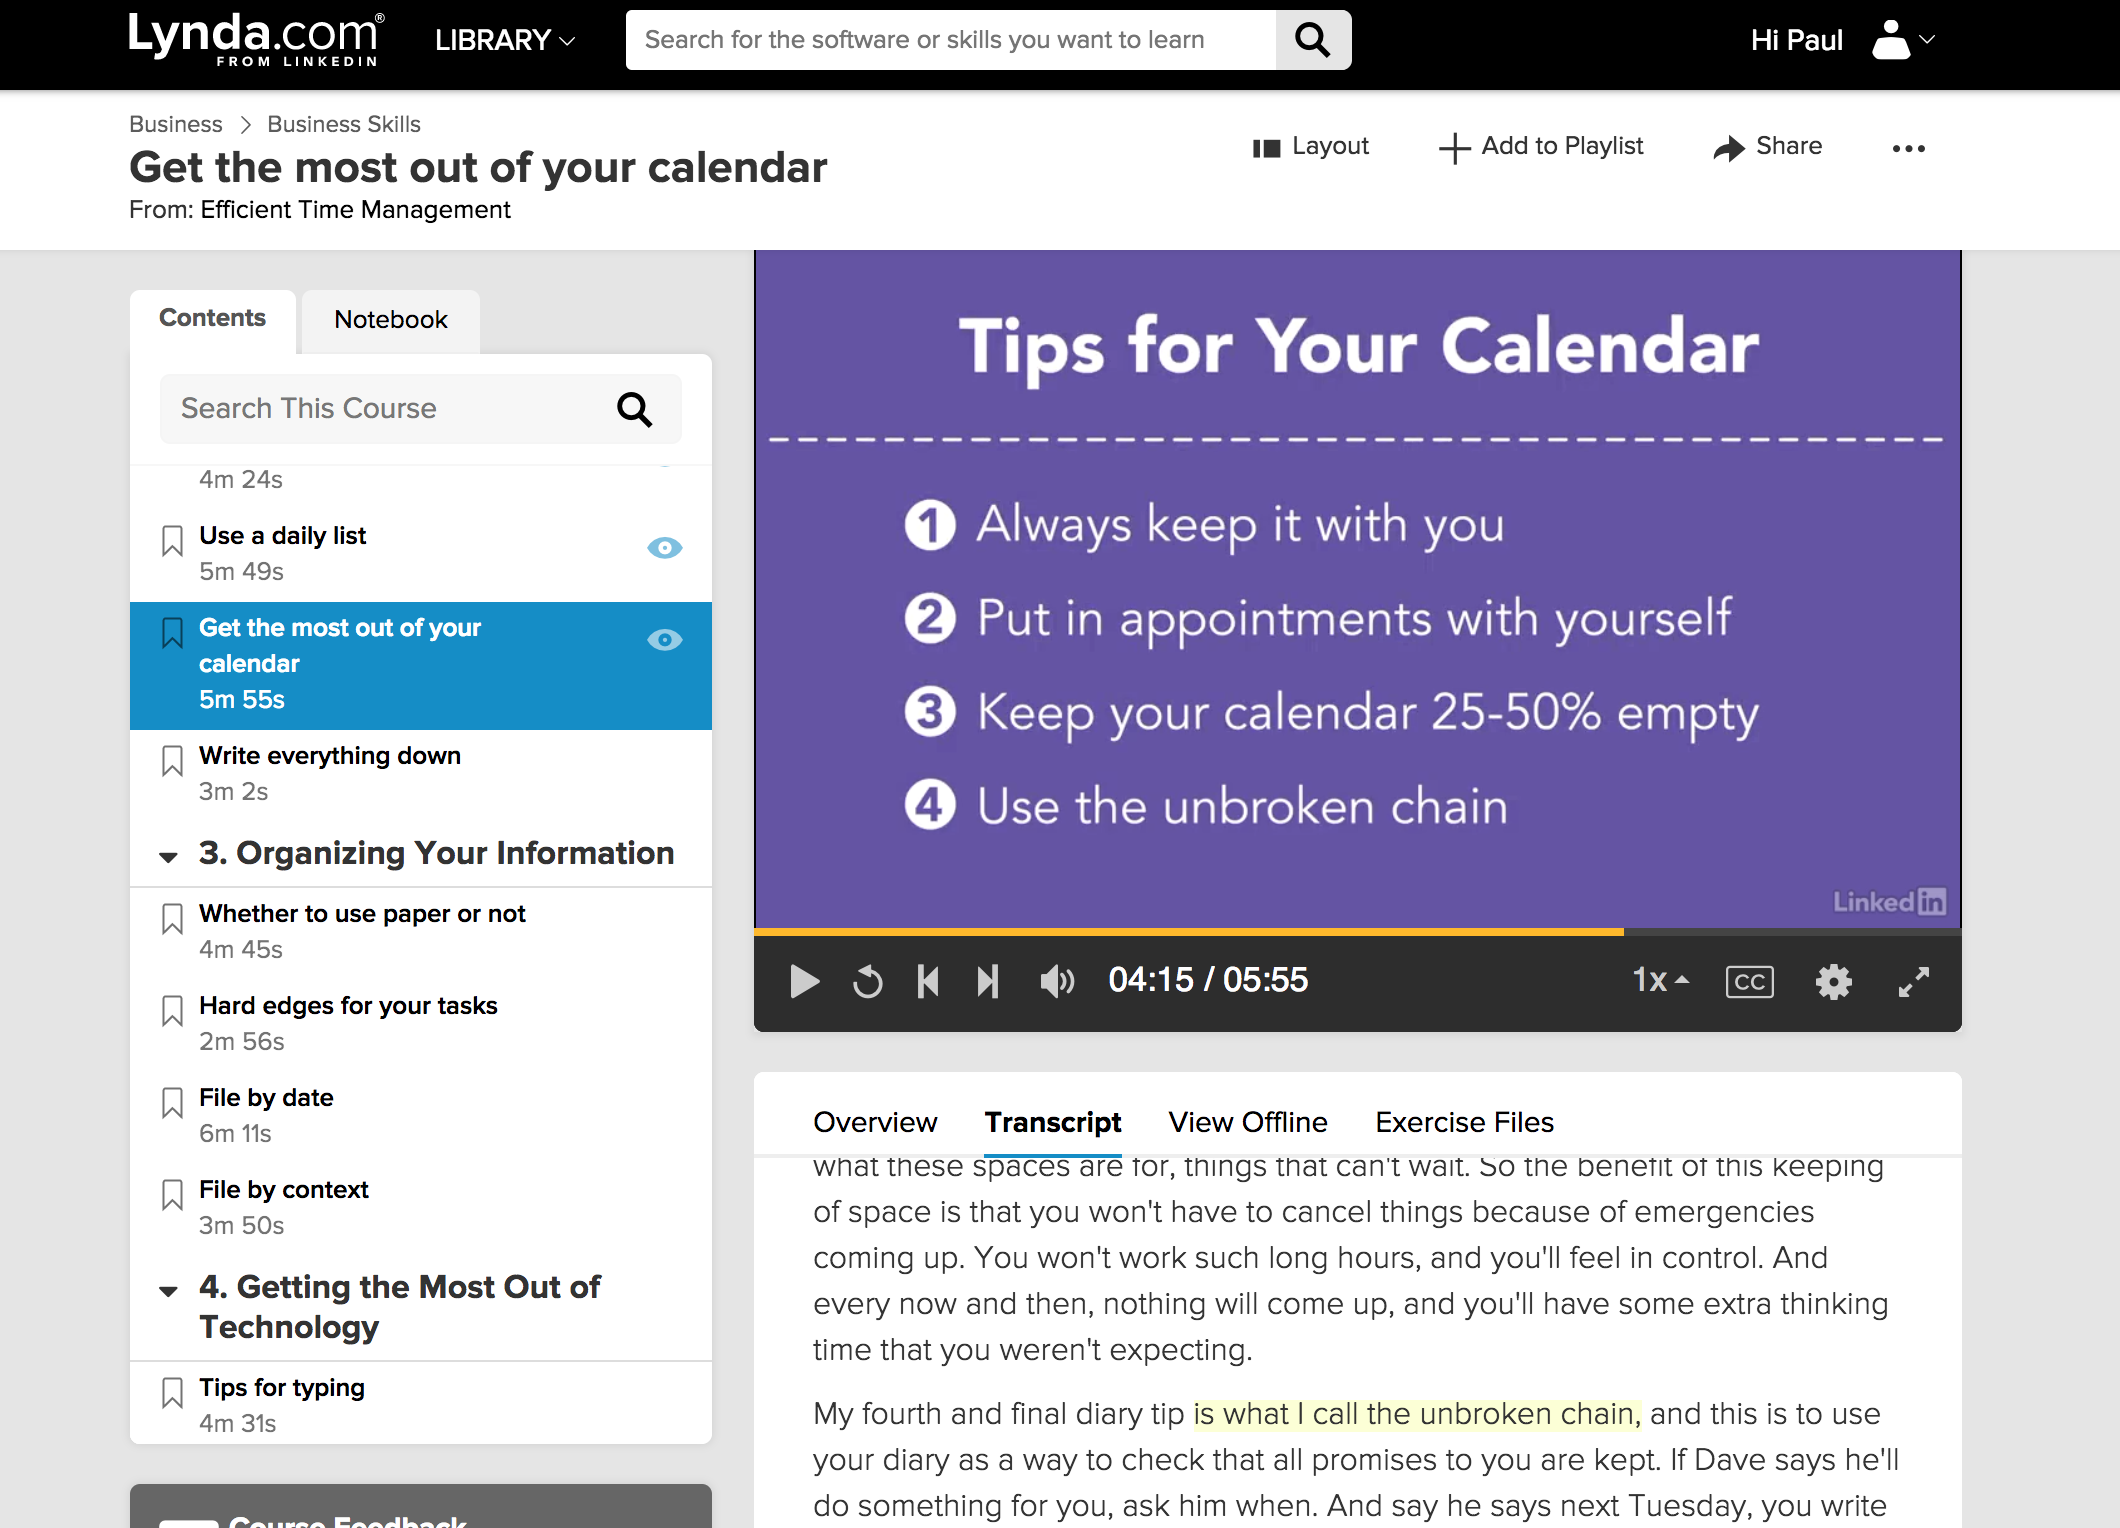 Lynda.com®
FROM LINKEDIN
LIBRARY
Search for the software or skills you want to learn
Hi Paul
Business > Business Skills
Get the most out of your calendar
From: Efficient Time Management
Layout
Add to Playlist
Share
Contents
Notebook
Search This Course
4m 24s
Use a daily list
5m 49s
Get the most out of your
calendar
5m 55s
Write everything down
3m 2s
3. Organizing Your Information
Whether to use paper or not
4m 45s
Hard edges for your tasks
2m 56s
File by date
6m 11s
File by context
3m 50s
4. Getting the Most Out of
Technology
Tips for typing
4m 31s
Course Feedback
Tips for Your Calendar
1 Always keep it with you
2 Put in appointments with yourself
3 Keep your calendar 25-50% empty
4 Use the unbroken chain
Linked in
04:15 / 05:55
1x
CC
Overview
Transcript
View Offline
Exercise Files
what these spaces are for, things that can't wait. So the benefit of this keeping
of space is that you won't have to cancel things because of emergencies
coming up. You won't work such long hours, and you'll feel in control. And
every now and then, nothing will come up, and you'll have some extra thinking
time that you weren't expecting.
My fourth and final diary tip is what I call the unbroken chain, and this is to use
your diary as a way to check that all promises to you are kept. If Dave says he'll
do something for you, ask him when. And say he says next Tuesday, you write